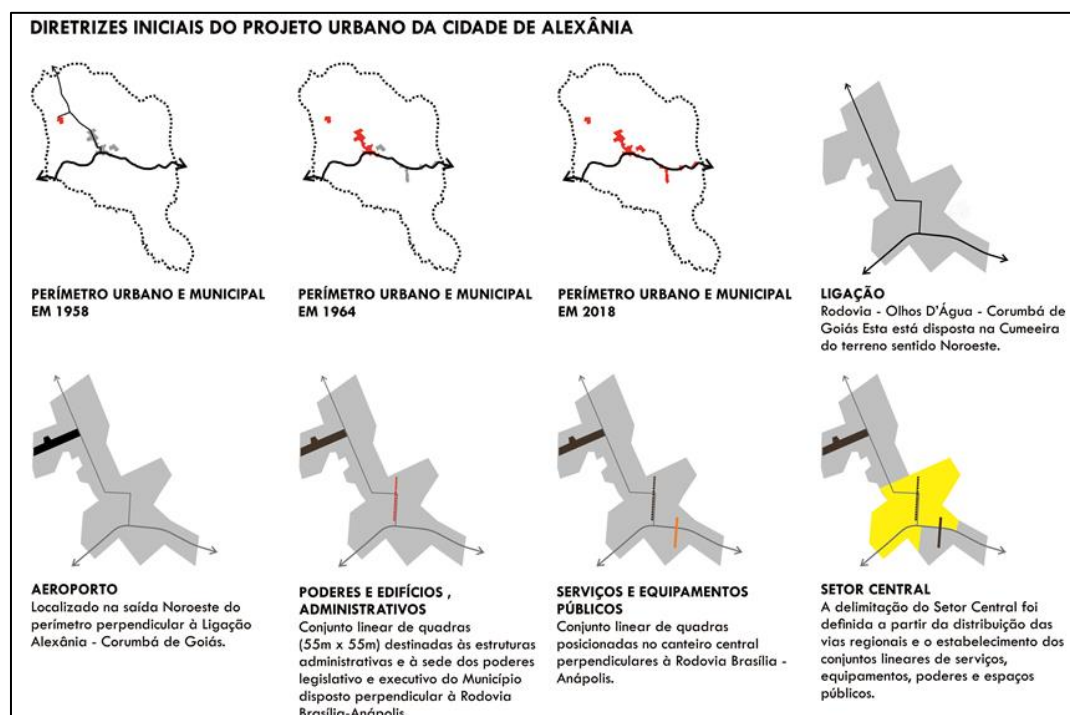 DIRETRIZES INICIAIS DO PROJETO URBANO DA CIDADE DE ALEXÂNIA
PERÍMETRO URBANO E MUNICIPAL
EM 1958
PERÍMETRO URBANO E MUNICIPAL
EM 1964
PERÍMETRO URBANO E MUNICIPAL
EM 2018
LIGAÇÃO
Rodovia - Olhos D'Água - Corumbá de
Goiás Esta está disposta na Cumeeira
do terreno sentido Noroeste.
AEROPORTO
Localizado na saída Noroeste do
perímetro perpendicular à Ligação
Alexânia - Corumbá de Goiás.
PODERES E EDIFÍCIOS ,
ADMINISTRATIVOS
Conjunto linear de quadras
(55m x 55m) destinadas às estruturas
administrativas e à sede dos poderes
legislativo e executivo do Município
disposto perpendicular à Rodovia
Brasília-Anápolis
SERVIÇOS E EQUIPAMENTOS
PÚBLICOS
Conjunto linear de quadras
posicionadas no canteiro central
perpendiculares à Rodovia Brasília -
Anápolis.
SETOR CENTRAL
A delimitação do Setor Central foi
definida a partir da distribuição das
vias regionais e o estabelecimento dos
conjuntos lineares de serviços,
equipamentos, poderes e espaços
públicos.